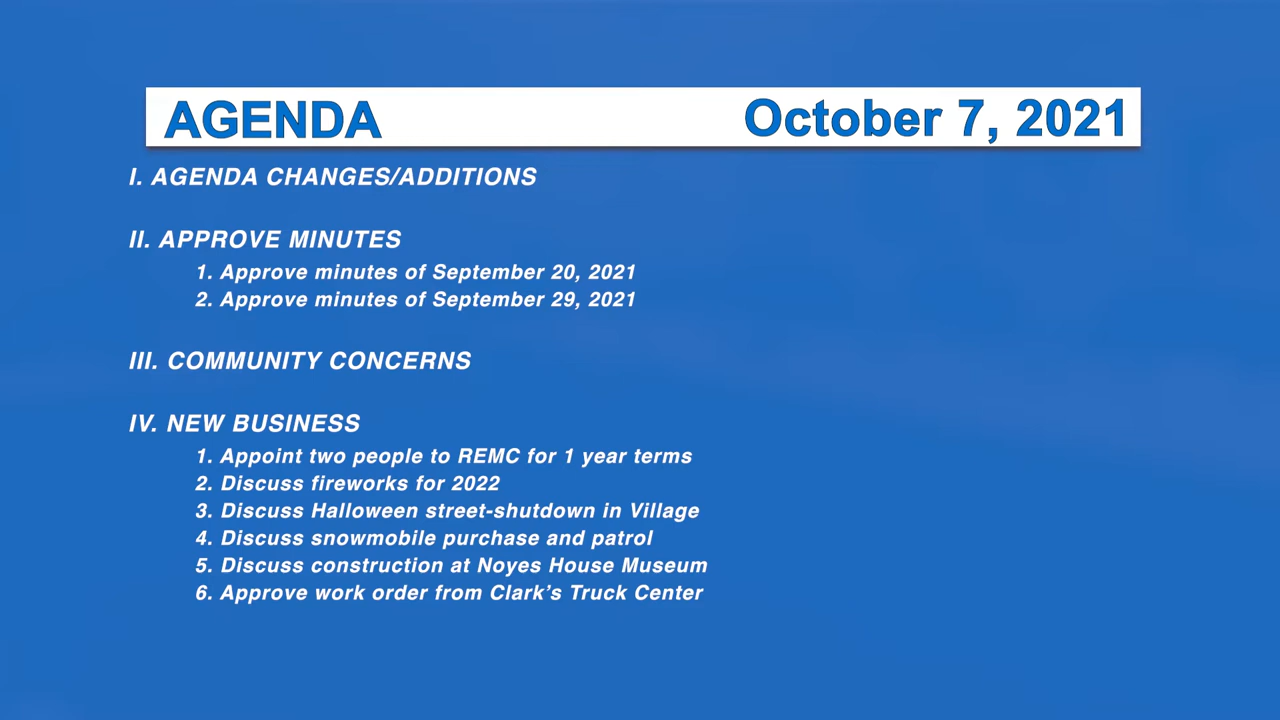 AGENDA October 7, 2021
I. AGENDA CHANGES/ADDITIONS
II. APPROVE MINUTES
1. Approve minutes of September 20, 2021
2. Approve minutes of September 29, 2021
III. COMMUNITY CONCERNS
IV. NEW BUSINESS
1. Appoint two people to REMC for 1 year terms
2. Discuss fireworks for 2022
3. Discuss Halloween street-shutdown in Village
4. Discuss snowmobile purchase and patrol
5. Discuss construction at Noyes House Museum
6. Approve work order from Clark’s Truck Center